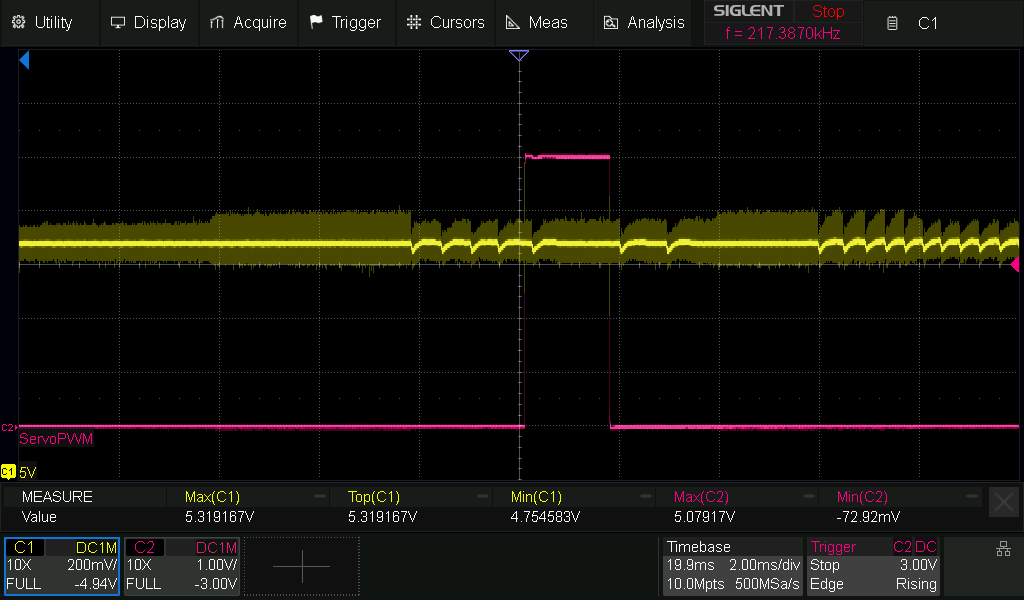 Utility Display Acquire Trigger Cursors Meas Analysis SIGLENT Stop C1
f = 217.3870kHz
C2
ServoPWM
C1 5V
MEASURE Max(C1) Top(C1) Min(C1) Max(C2) Min(C2)
Value 5.319167V 5.319167V 4.754583V 5.07917V -72.92mV
C1 DC1M C2 DC1M Timebase Trigger C2 DC
10X 200mV/ 10X 1.00V/ 19.9ms 2.00ms/div Stop 3.00V
FULL -4.94V FULL -3.00V 10.0Mpts 500MSa/s Edge Rising